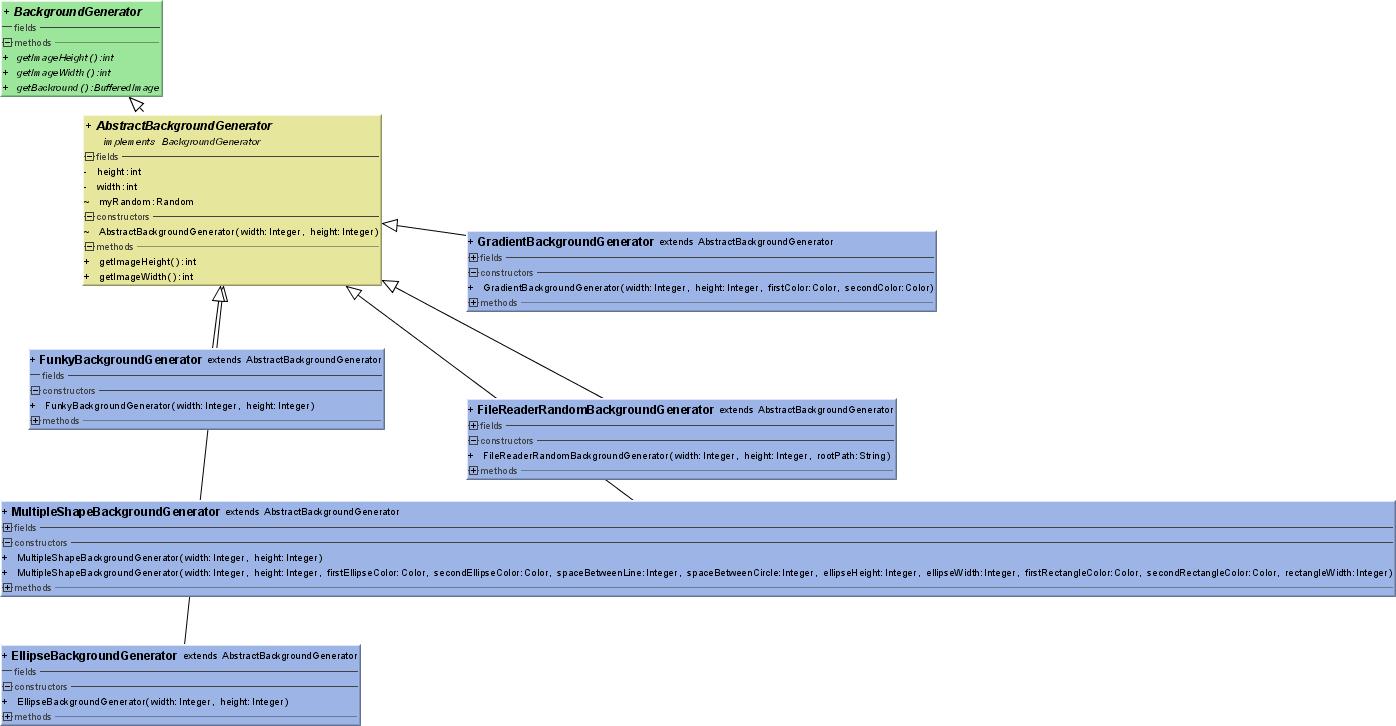 + BackgroundGenerator
fields
methods
+ getImageHeight():int
+ getImageWidth():int
+ getBackround():BufferedImage
+ AbstractBackgroundGenerator
implements BackgroundGenerator
fields
- height:int
- width:int
~ myRandom:Random
constructors
~ AbstractBackgroundGenerator(width:Integer, height:Integer)
methods
+ getImageHeight():int
+ getImageWidth():int
+ GradientBackgroundGenerator extends AbstractBackgroundGenerator
fields
constructors
+ GradientBackgroundGenerator(width:Integer, height:Integer, firstColor:Color, secondColor:Color)
methods
+ FunkyBackgroundGenerator extends AbstractBackgroundGenerator
fields
constructors
+ FunkyBackgroundGenerator(width:Integer, height:Integer)
methods
+ FileReaderRandomBackgroundGenerator extends AbstractBackgroundGenerator
fields
constructors
+ FileReaderRandomBackgroundGenerator(width:Integer, height:Integer, rootPath:String)
methods
+ MultipleShapeBackgroundGenerator extends AbstractBackgroundGenerator
fields
constructors
+ MultipleShapeBackgroundGenerator(width:Integer, height:Integer)
+ MultipleShapeBackgroundGenerator(width:Integer, height:Integer, firstEllipseColor:Color, secondEllipseColor:Color, spaceBetweenLine:Integer, spaceBetweenCircle:Integer, ellipseHeight:Integer, ellipseWidth:Integer, firstRectangleColor:Color, secondRectangleColor:Color, rectangleWidth:Integer)
methods
+ EllipseBackgroundGenerator extends AbstractBackgroundGenerator
fields
constructors
+ EllipseBackgroundGenerator(width:Integer, height:Integer)
methods